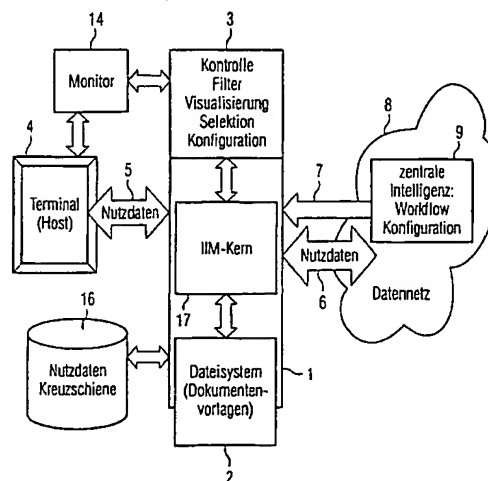 14
3
Monitor
Kontrolle
Filter
Visualisierung
Selektion
Konfiguration
4
8
9
5
7
Terminal
(Host)
Nutzdaten
zentrale
Intelligenz:
Workflow
Konfiguration
IIM-Kern
Nutzdaten
6
Datennetz
17
16
Nutzdaten
Kreuzschiene
Dateisystem
(Dokumenten-
vorlagen)
1
2